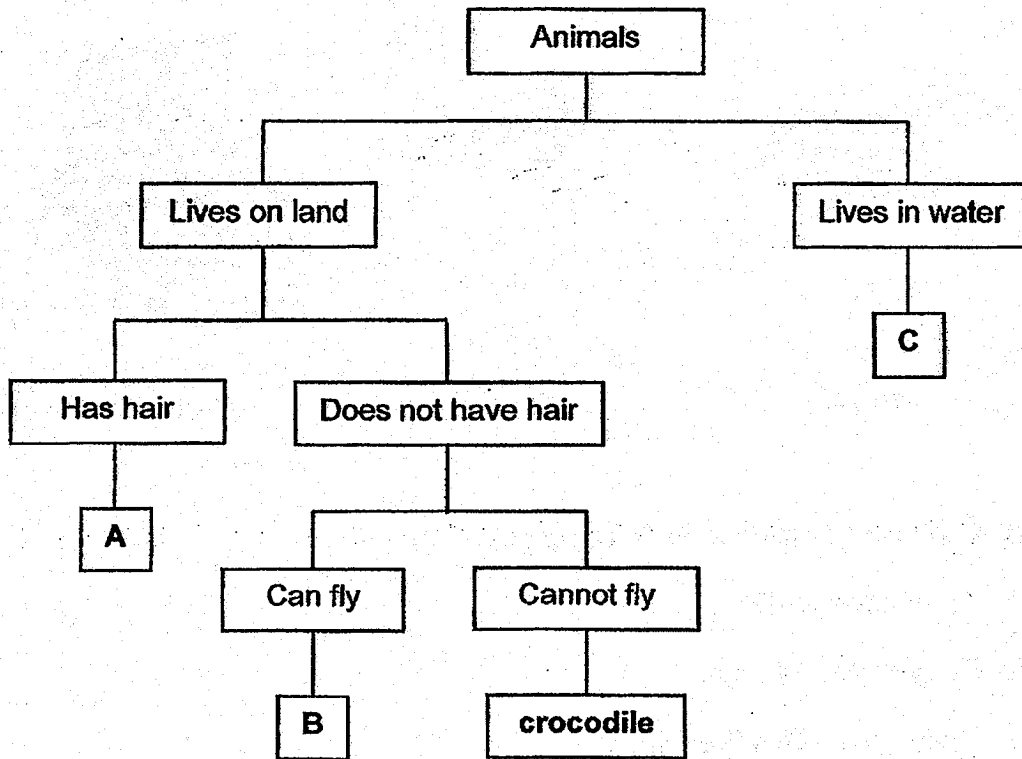 Animals
Lives on land
Lives in water
C
Has hair
Does not have hair
A
Can fly
Cannot fly
B
crocodile